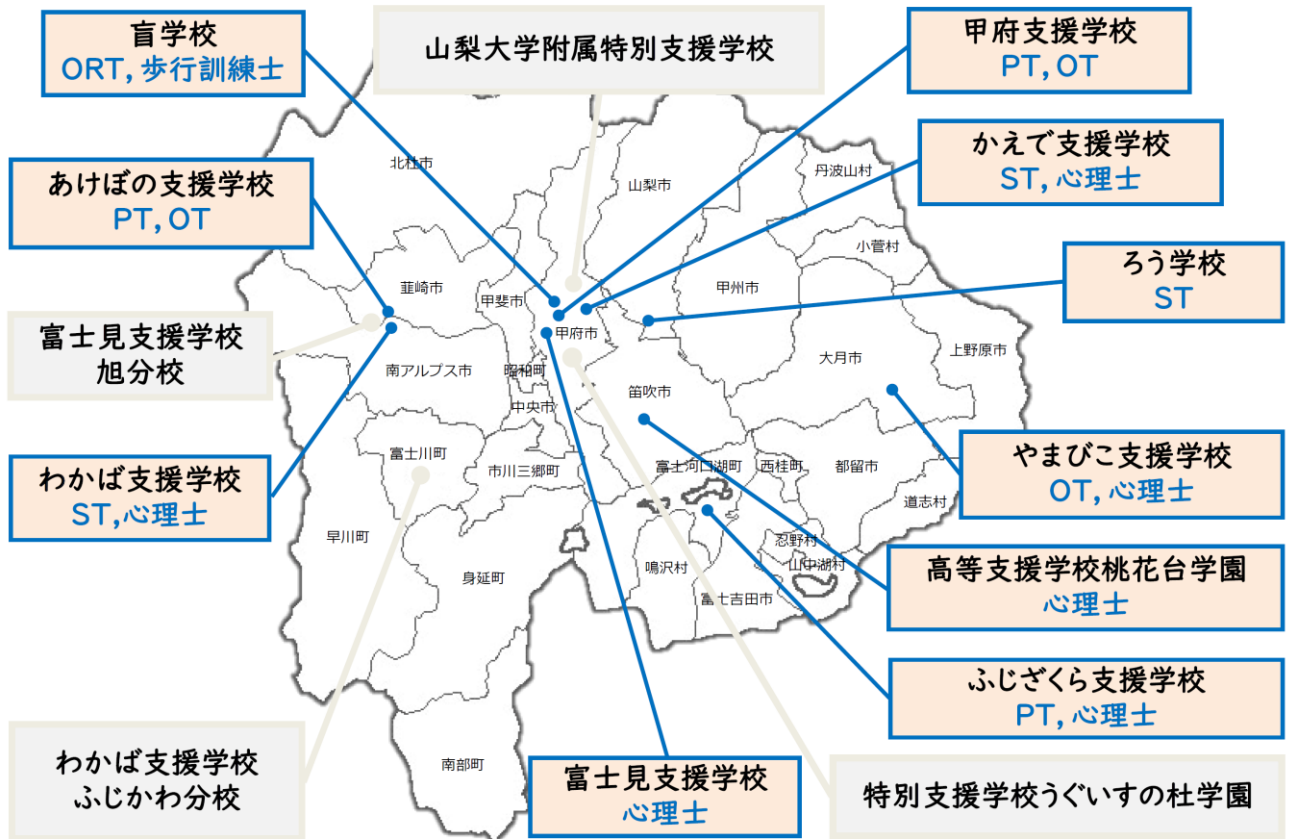 盲学校
ORT,歩行訓練士
山梨大学附属特別支援学校
甲府支援学校
PT,OT
かえで支援学校
ST,心理士
あけぼの支援学校
PT,OT
ろう学校
ST
富士見支援学校
旭分校
わかば支援学校
ST,心理士
やまびこ支援学校
OT,心理士
高等支援学校桃花台学園
心理士
ふじざくら支援学校
PT,心理士
わかば支援学校
ふじかわ分校
富士見支援学校
心理士
特別支援学校うぐいすの杜学園
北杜市
山梨市
丹波山村
小菅村
韮崎市
甲斐市
甲州市
甲府市
大月市
上野原市
南アルプス市
昭和町
笛吹市
中央市
富士川町
市川三郷町
富士河口湖町
西桂町
都留市
道志村
早川町
身延町
鳴沢村
忍野村
山中湖村
富士吉田市
南部町